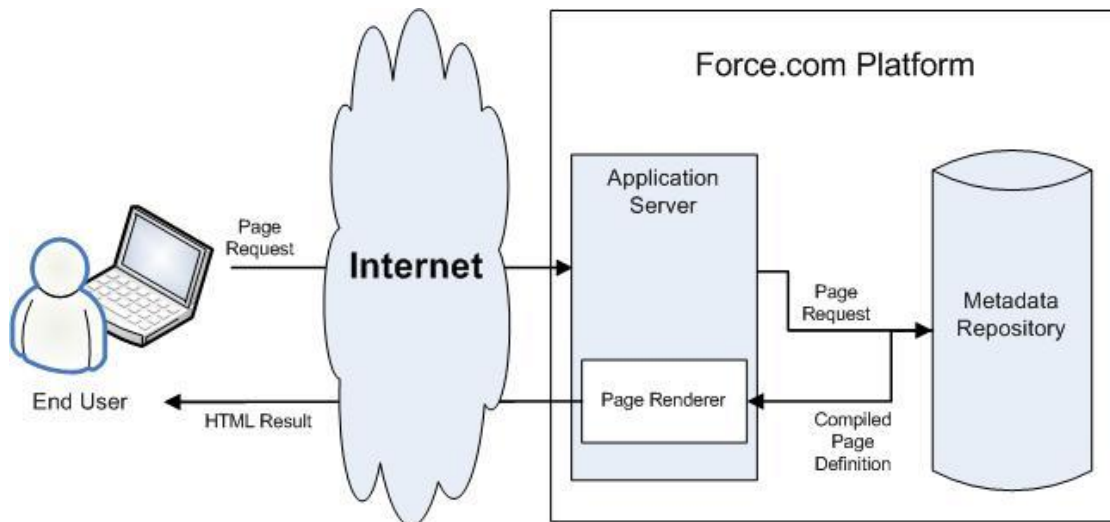 Force.com Platform
Application
Server
Page
Request
Internet
Page
Request
Metadata
Repository
End User
HTML Result
Page Renderer
Compiled
Page
Definition